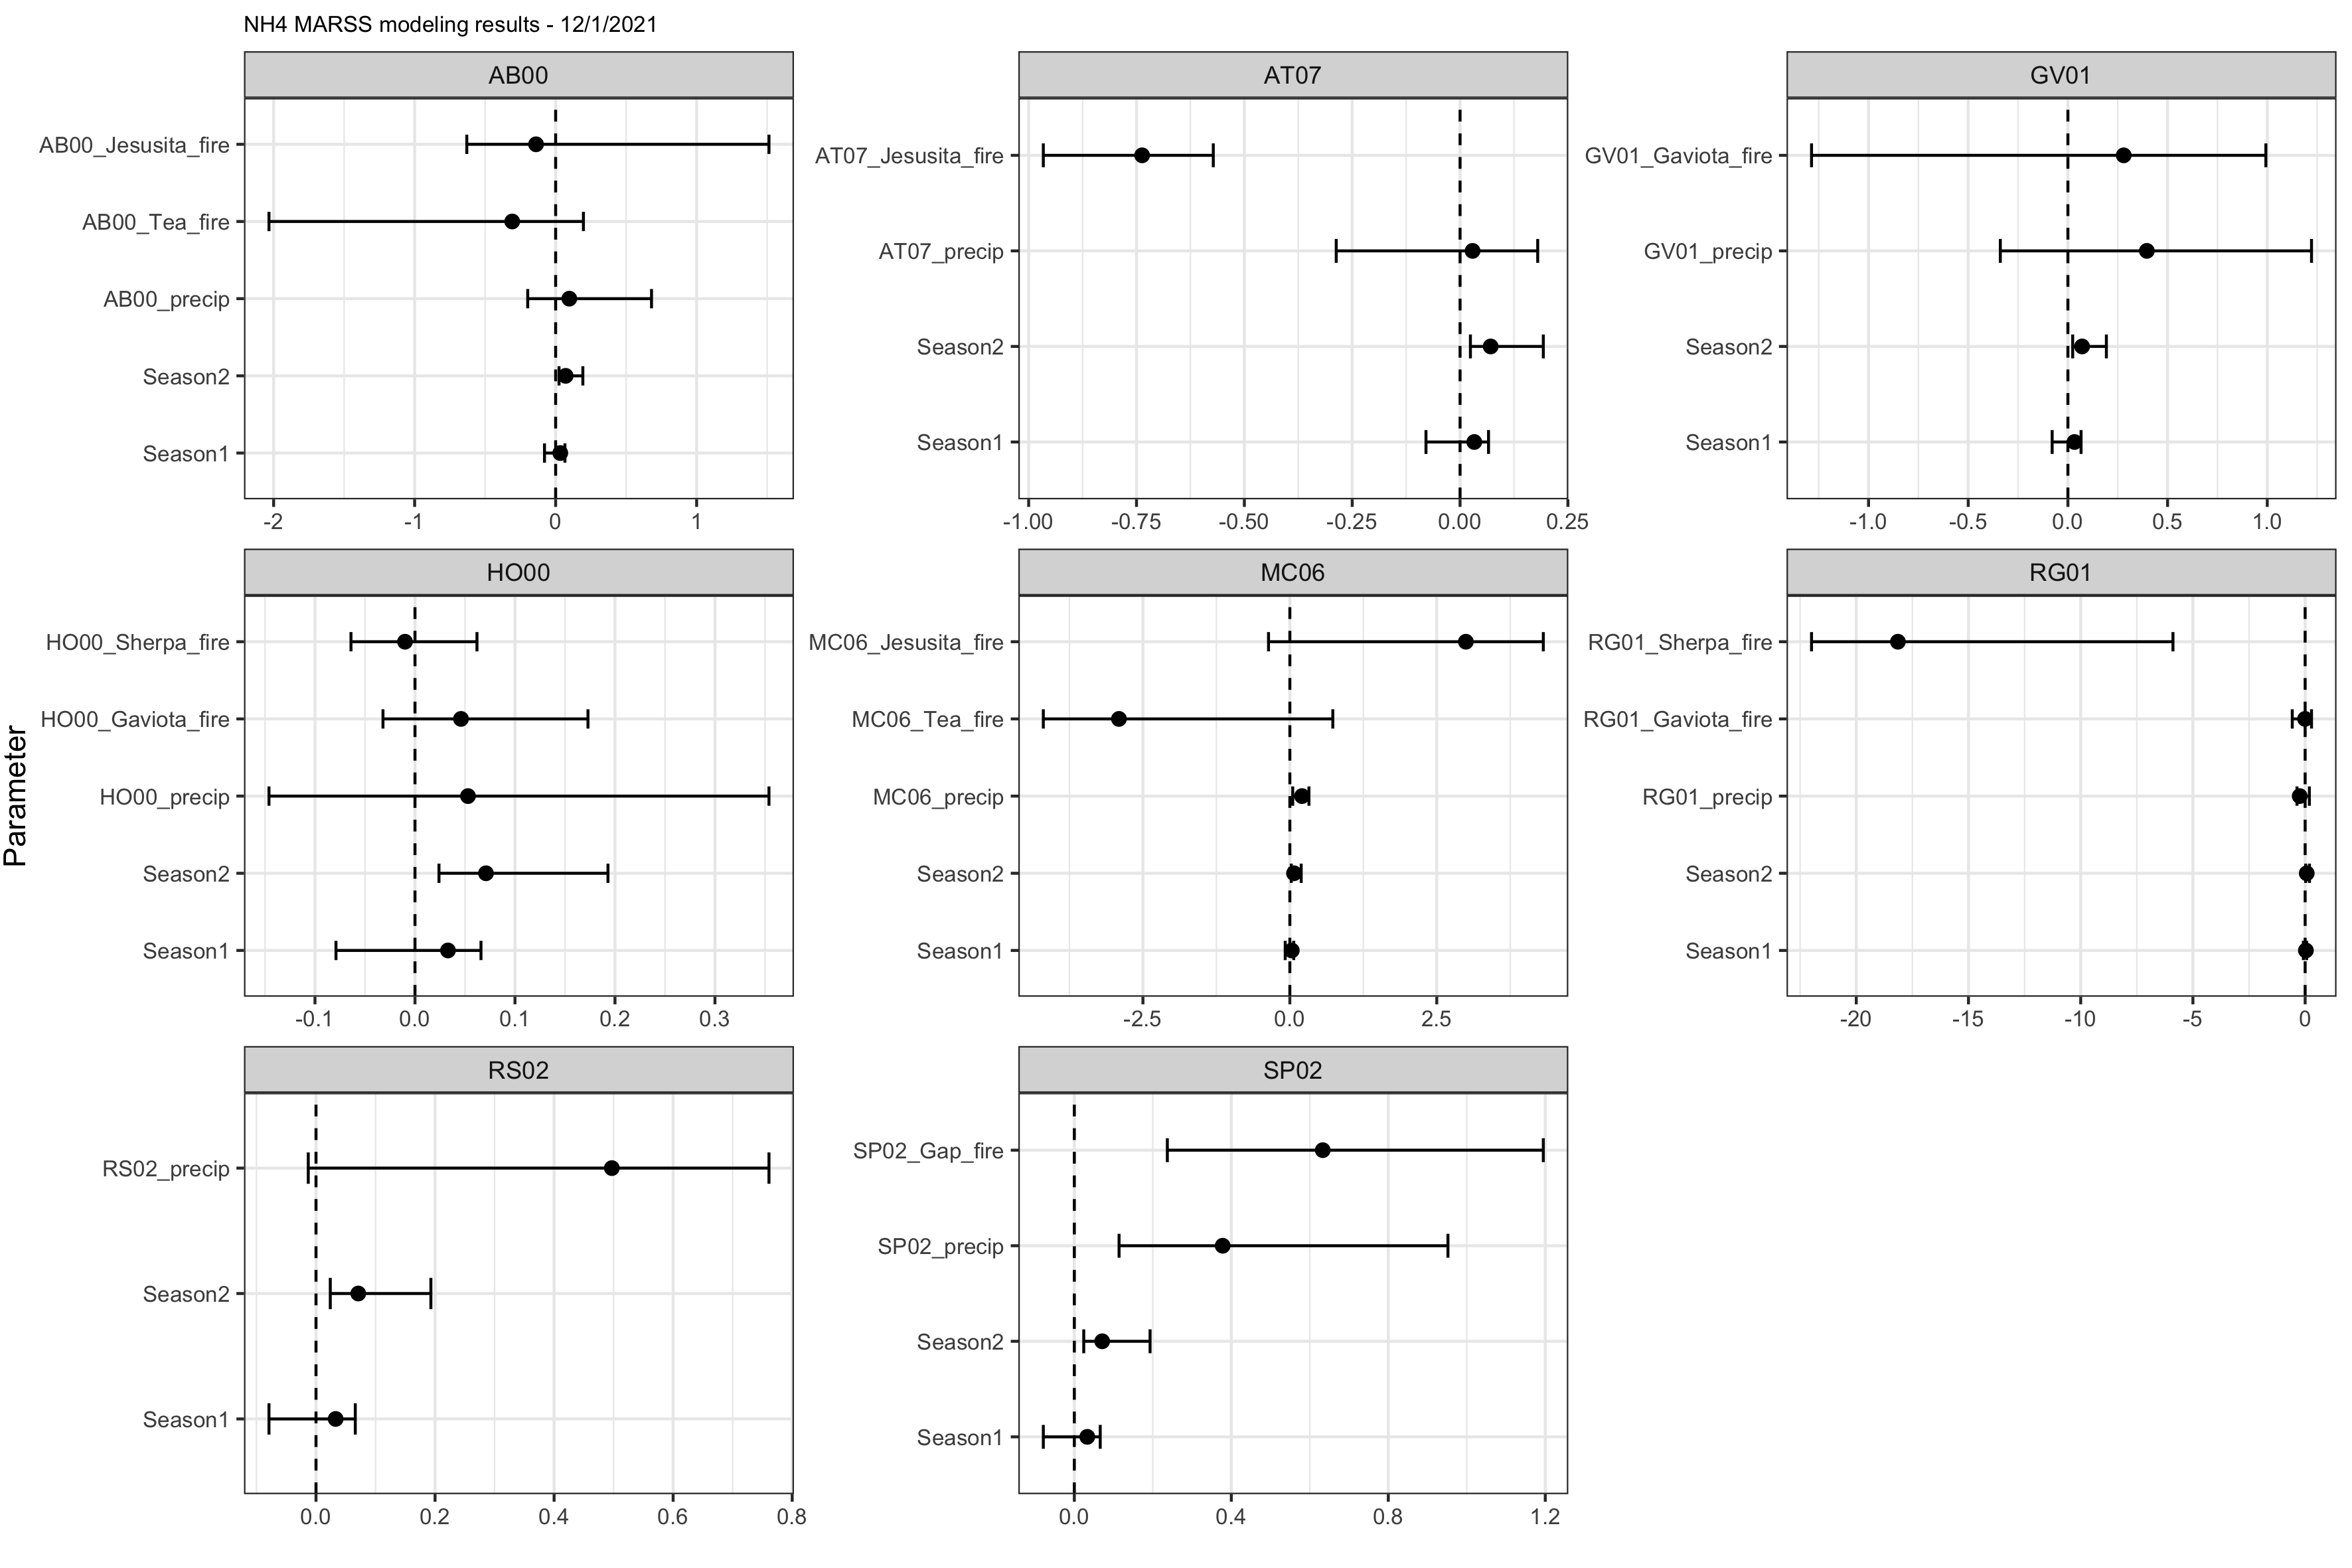 NH4 MARSS modeling results - 12/1/2021
AB00
AB00_Jesusita_fire
AB00_Tea_fire
AB00_precip
Season2
Season1
-2 -1 0 1
AT07
AT07_Jesusita_fire
AT07_precip
Season2
Season1
-1.00 -0.75 -0.50 -0.25 0.00 0.25
GV01
GV01_Gaviota_fire
GV01_precip
Season2
Season1
-1.0 -0.5 0.0 0.5 1.0
Parameter
HO00
HO00_Sherpa_fire
HO00_Gaviota_fire
HO00_precip
Season2
Season1
-0.1 0.0 0.1 0.2 0.3
MC06
MC06_Jesusita_fire
MC06_Tea_fire
MC06_precip
Season2
Season1
-2.5 0.0 2.5
RG01
RG01_Sherpa_fire
RG01_Gaviota_fire
RG01_precip
Season2
Season1
-20 -15 -10 -5 0
RS02
RS02_precip
Season2
Season1
0.0 0.2 0.4 0.6 0.8
SP02
SP02_Gap_fire
SP02_precip
Season2
Season1
0.0 0.4 0.8 1.2